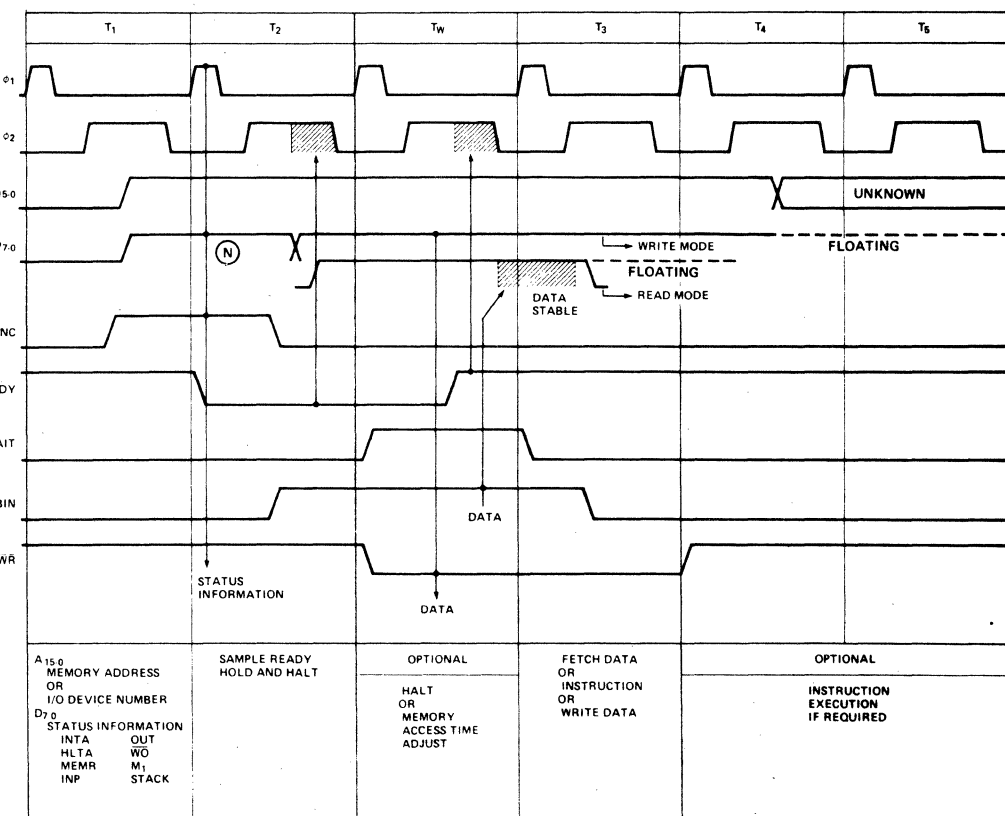 T1 T2 TW T3 T4 T5
φ1
φ2
5-0
UNKNOWN
7-0
N
WRITE MODE
FLOATING
FLOATING
READ MODE
DATA
STABLE
NC
DY
AIT
BIN
DATA
WR
STATUS
INFORMATION
DATA
A15-0
MEMORY ADDRESS
OR
I/O DEVICE NUMBER
D7-0
STATUS INFORMATION
INTA OUT
HLTA W̅O̅
MEMR M1
INP STACK
SAMPLE READY
HOLD AND HALT
OPTIONAL
HALT
OR
MEMORY
ACCESS TIME
ADJUST
FETCH DATA
OR
INSTRUCTION
OR
WRITE DATA
OPTIONAL
INSTRUCTION
EXECUTION
IF REQUIRED